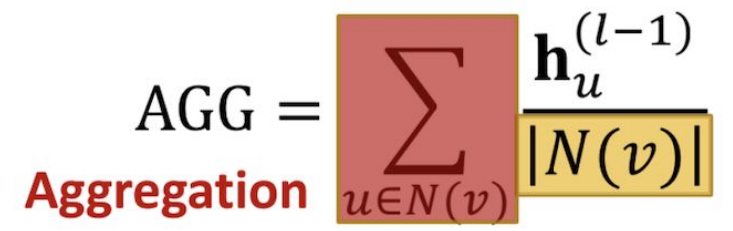 AGG = ∑_{u∈N(v)} h_u^{(l−1)} / |N(v)|
Aggregation